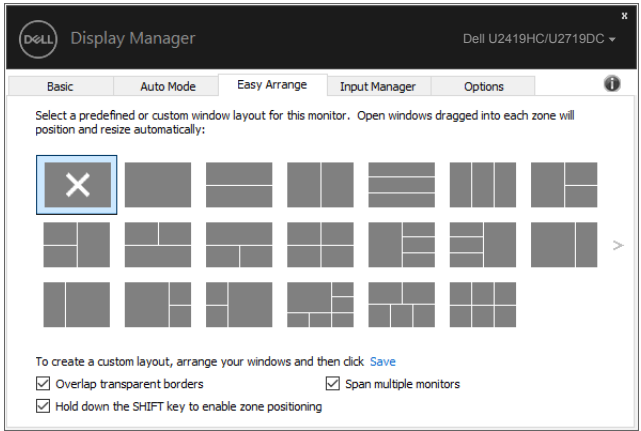 x
DELL Display Manager Dell U2419HC/U2719DC
Basic Auto Mode Easy Arrange Input Manager Options i
Select a predefined or custom window layout for this monitor. Open windows dragged into each zone will
position and resize automatically:
>
To create a custom layout, arrange your windows and then click Save
Overlap transparent borders Span multiple monitors
Hold down the SHIFT key to enable zone positioning